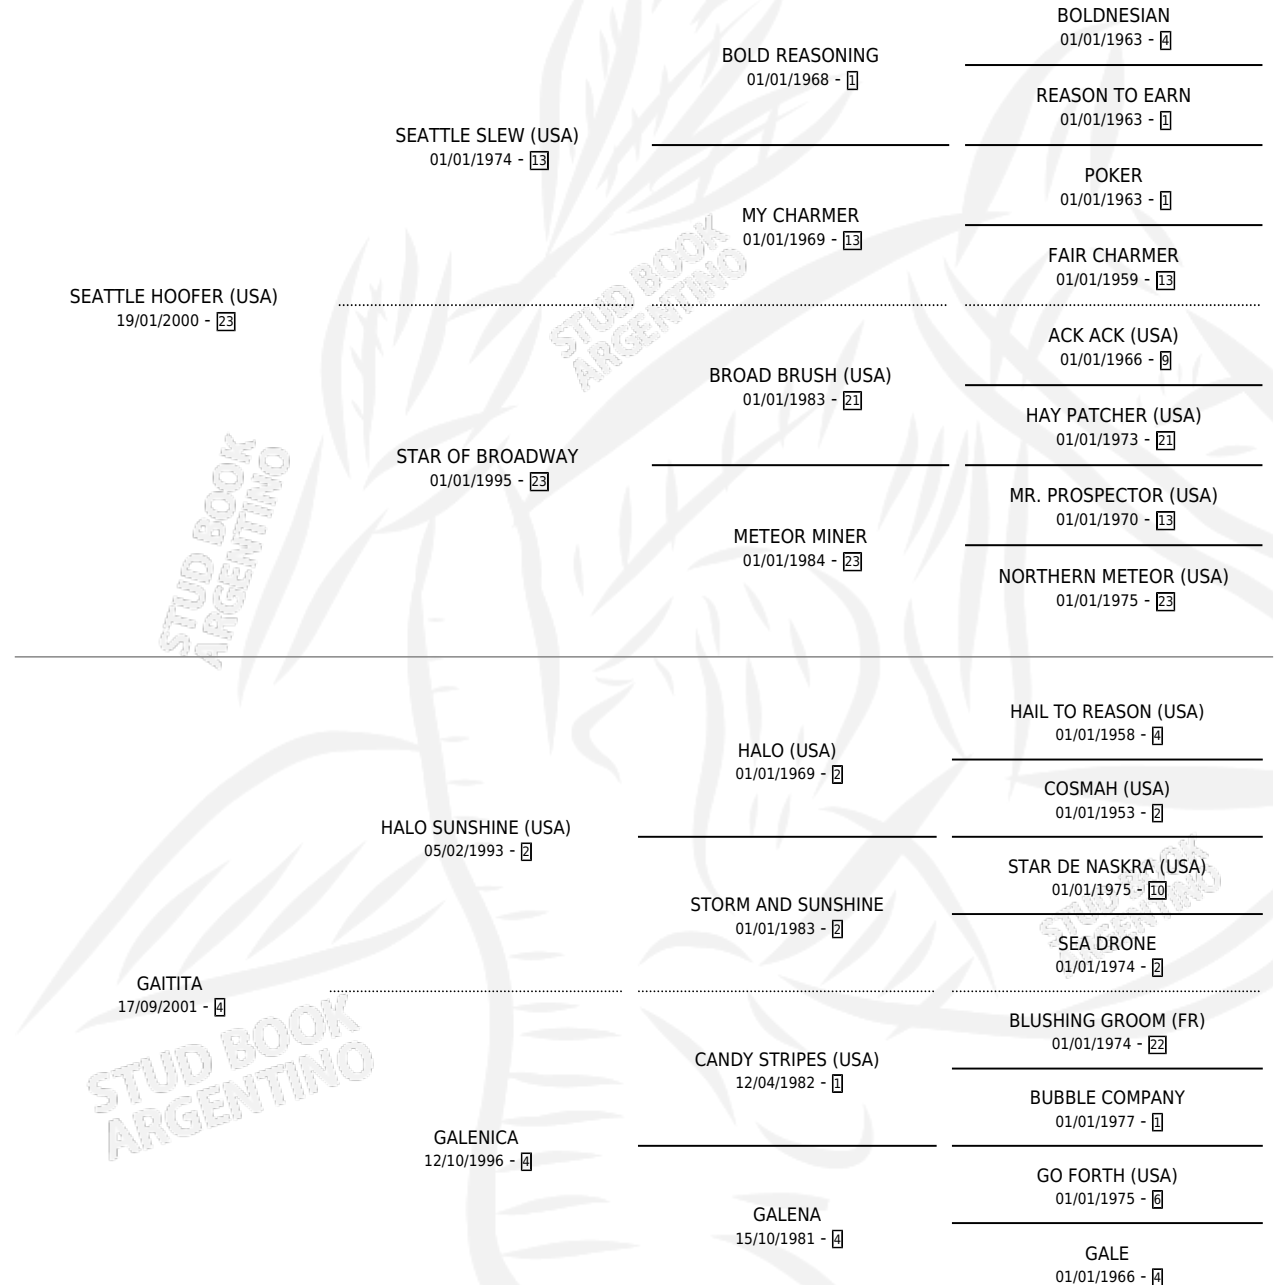 BOLDNESIAN
01/01/1963 - 4
BOLD REASONING
01/01/1968 - 1
REASON TO EARN
01/01/1963 - 1
SEATTLE SLEW (USA)
01/01/1974 - 13
POKER
01/01/1963 - 1
MY CHARMER
01/01/1969 - 13
FAIR CHARMER
01/01/1959 - 13
SEATTLE HOOFER (USA)
19/01/2000 - 23
STUD BOOK
ARGENTINO
ACK ACK (USA)
01/01/1966 - 9
BROAD BRUSH (USA)
01/01/1983 - 21
HAY PATCHER (USA)
01/01/1973 - 21
STAR OF BROADWAY
01/01/1995 - 23
MR. PROSPECTOR (USA)
01/01/1970 - 13
METEOR MINER
01/01/1984 - 23
NORTHERN METEOR (USA)
01/01/1975 - 23
STUD BOOK
ARGENTINO
HAIL TO REASON (USA)
01/01/1958 - 4
HALO (USA)
01/01/1969 - 2
COSMAH (USA)
01/01/1953 - 2
HALO SUNSHINE (USA)
05/02/1993 - 2
STAR DE NASKRA (USA)
01/01/1975 - 10
STORM AND SUNSHINE
01/01/1983 - 2
SEA DRONE
01/01/1974 - 2
STUD BOOK
ARGENTINO
GAITITA
17/09/2001 - 4
BLUSHING GROOM (FR)
01/01/1974 - 22
CANDY STRIPES (USA)
12/04/1982 - 1
BUBBLE COMPANY
01/01/1977 - 1
STUD BOOK
ARGENTINO
GALENICA
12/10/1996 - 4
GO FORTH (USA)
01/01/1975 - 6
GALENA
15/10/1981 - 4
GALE
01/01/1966 - 4